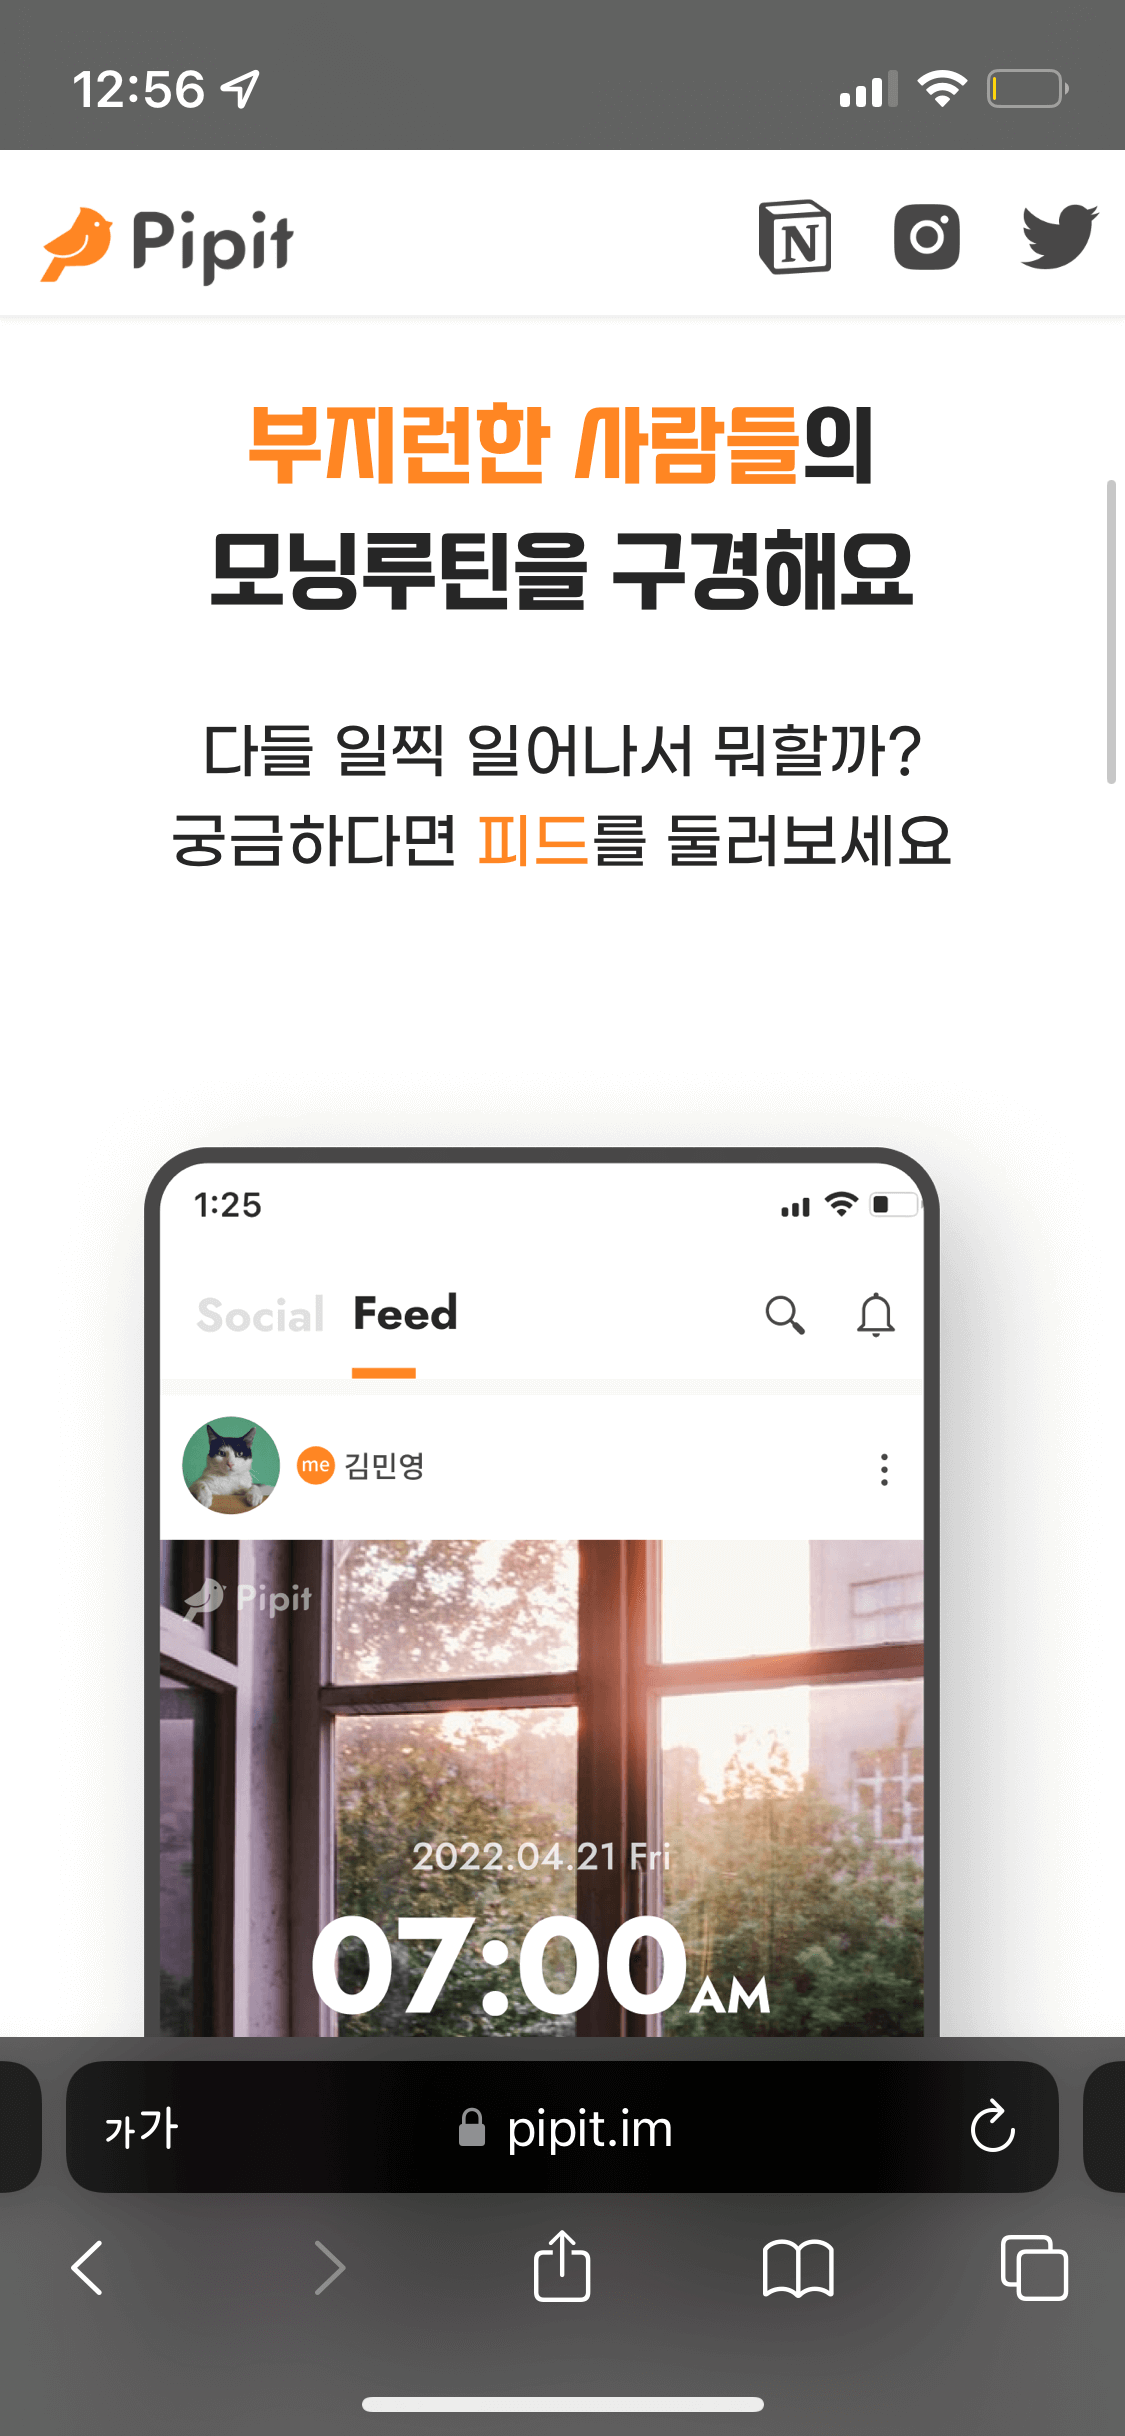 12:56
Pipit
부지런한 사람들의
모닝루틴을 구경해요
다들 일찍 일어나서 뭐할까?
궁금하다면 피드를 둘러보세요
1:25
Social Feed
me 김민영
Pipit
2022.04.21 Fri
07:00AM
가가 pipit.im